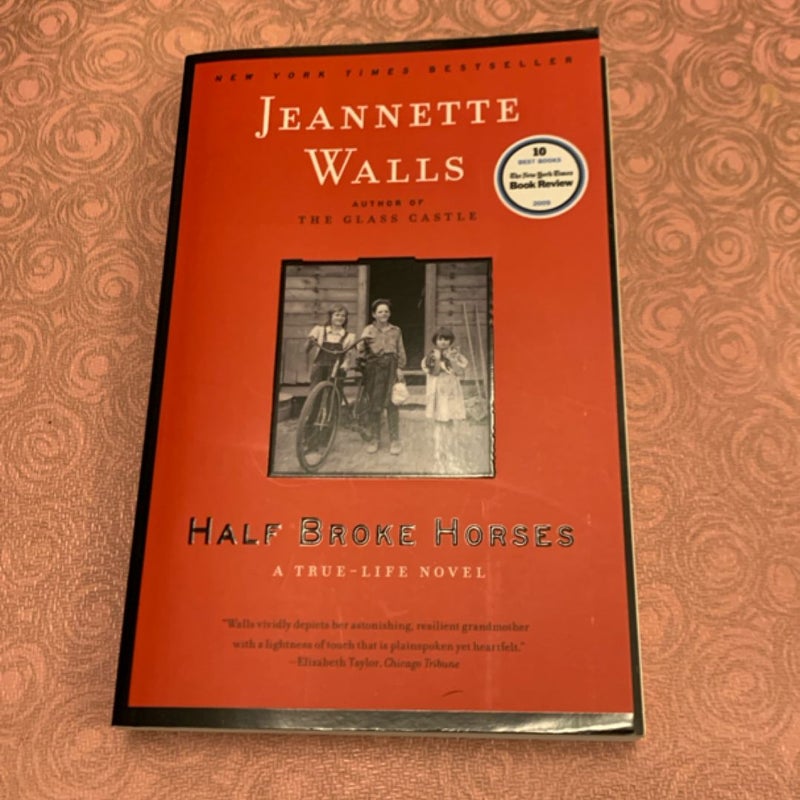 NEW YORK TIMES BESTSELLER
JEANNETTE
WALLS
AUTHOR OF
THE GLASS CASTLE
10
BEST BOOKS
The New York Times
Book Review
2009
HALF BROKE HORSES
A TRUE-LIFE NOVEL
"Walls vividly depicts her astonishing, resilient grandmother
with a lightness of touch that is plainspoken yet heartfelt."
—Elizabeth Taylor, Chicago Tribune